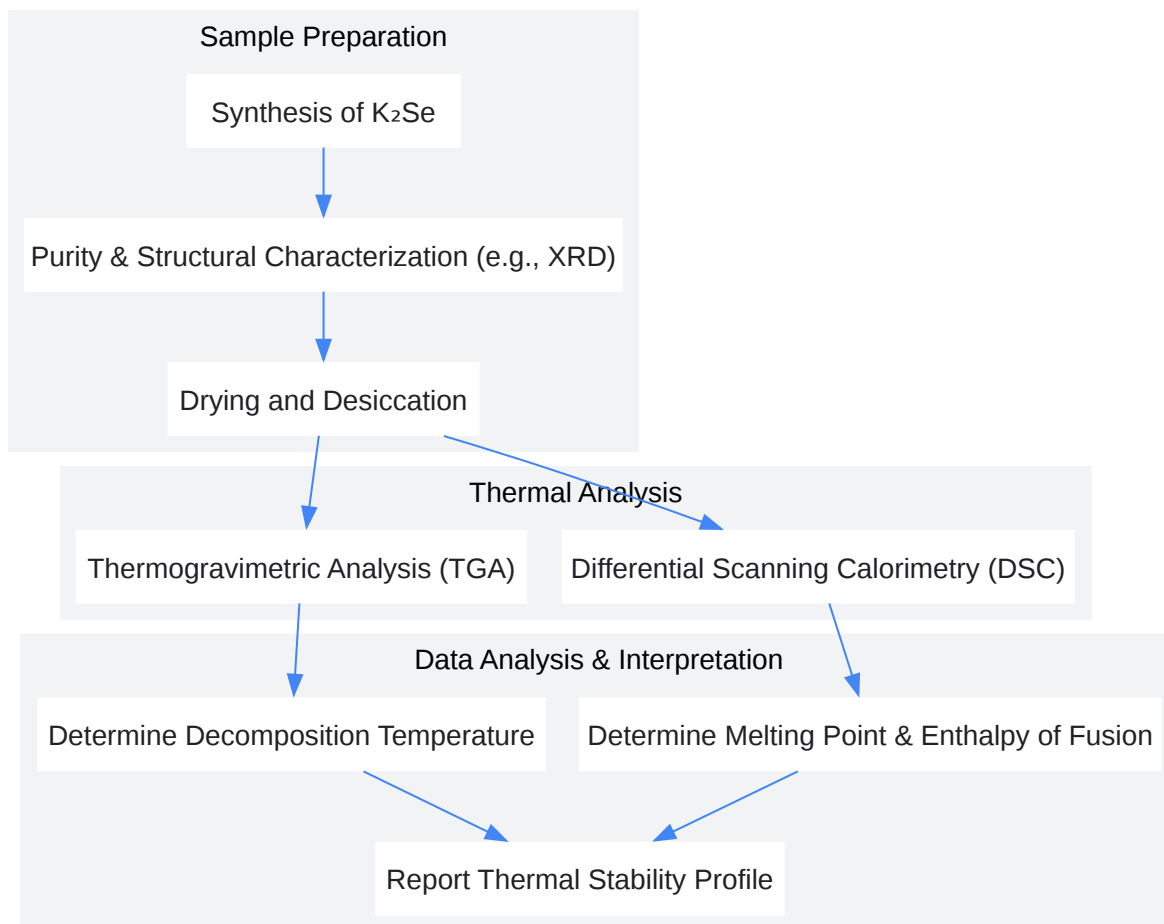 Sample Preparation
Synthesis of K₂Se
Purity & Structural Characterization (e.g., XRD)
Drying and Desiccation
Thermal Analysis
Thermogravimetric Analysis (TGA)
Differential Scanning Calorimetry (DSC)
Data Analysis & Interpretation
Determine Decomposition Temperature
Determine Melting Point & Enthalpy of Fusion
Report Thermal Stability Profile